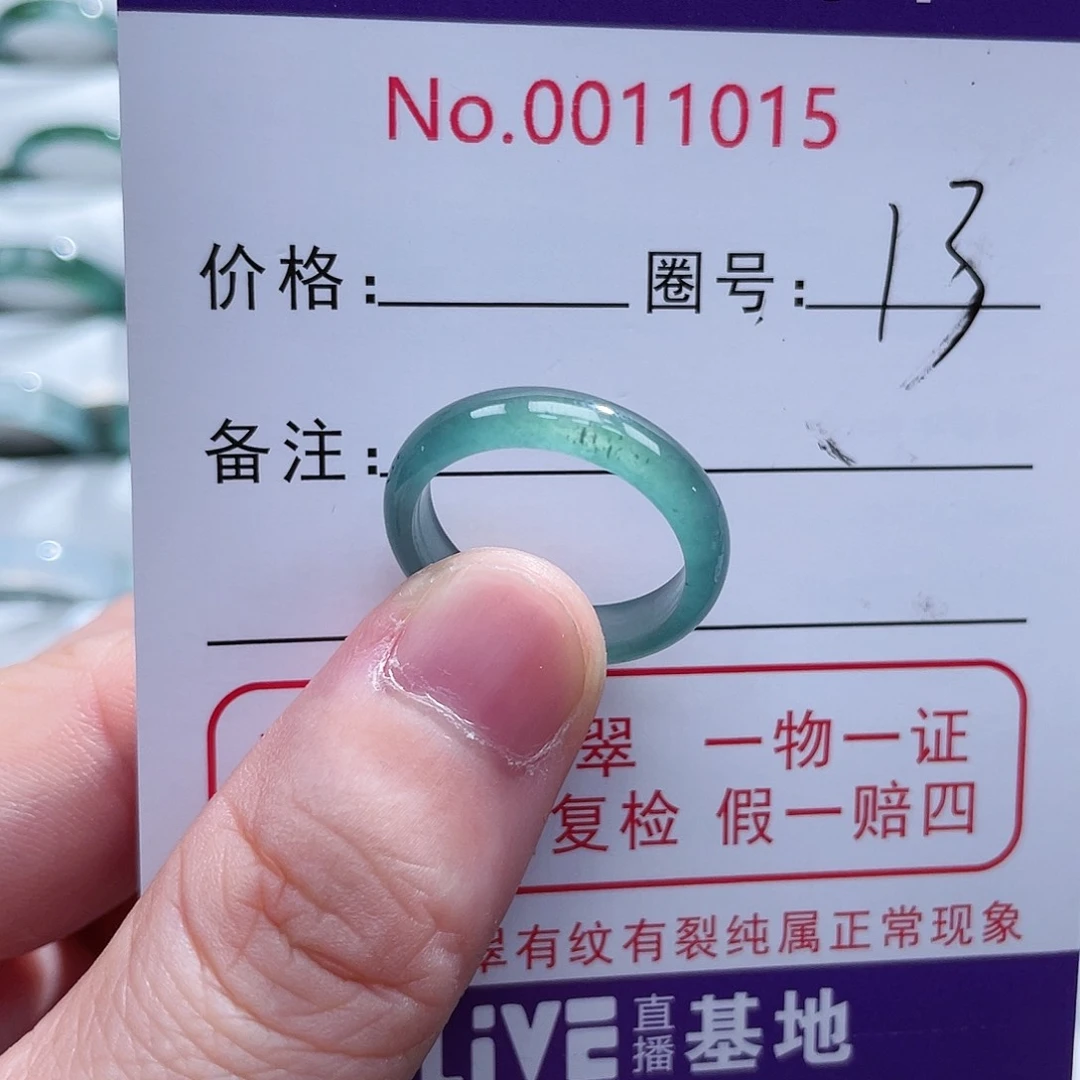 No.0011015
价格：
圈号：13
备注：
翠 一物一证
复检 假一赔四
翠有纹有裂纯属正常现象
LiVE 直播 基地